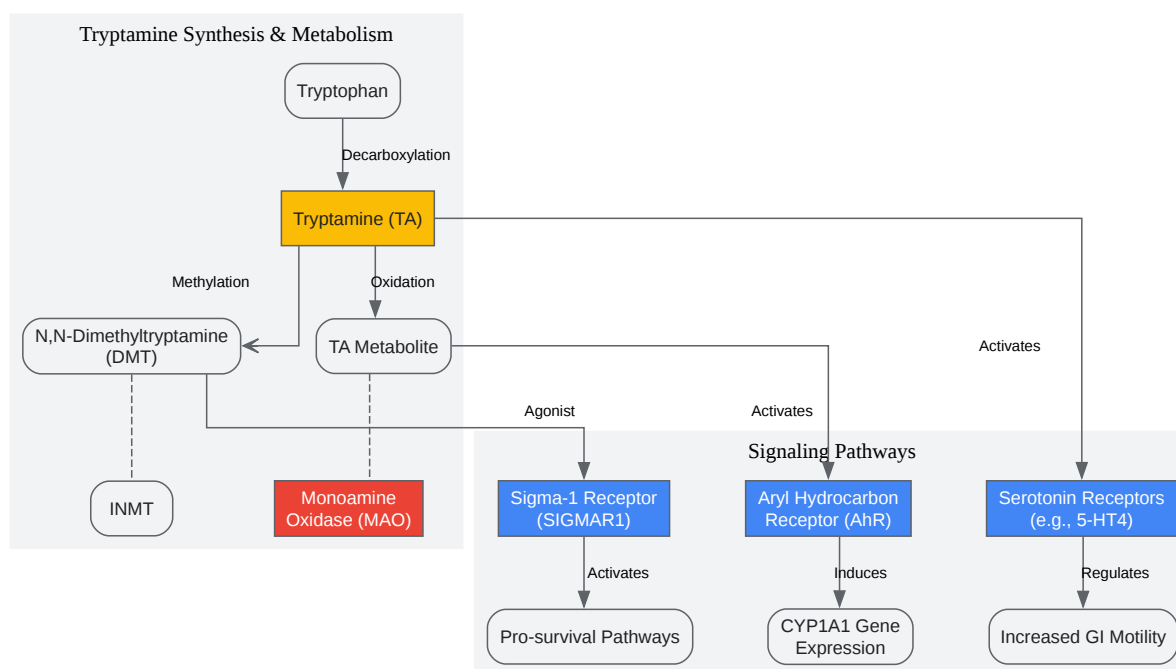 Tryptamine Synthesis & Metabolism
Tryptophan
Decarboxylation
Tryptamine (TA)
Methylation
Oxidation
N,N-Dimethyltryptamine
(DMT)
TA Metabolite
Activates
Agonist
Activates
Signaling Pathways
INMT
Monoamine
Oxidase (MAO)
Sigma-1 Receptor
(SIGMAR1)
Aryl Hydrocarbon
Receptor (AhR)
Serotonin Receptors
(e.g., 5-HT4)
Activates
Induces
Regulates
Pro-survival Pathways
CYP1A1 Gene
Expression
Increased GI Motility